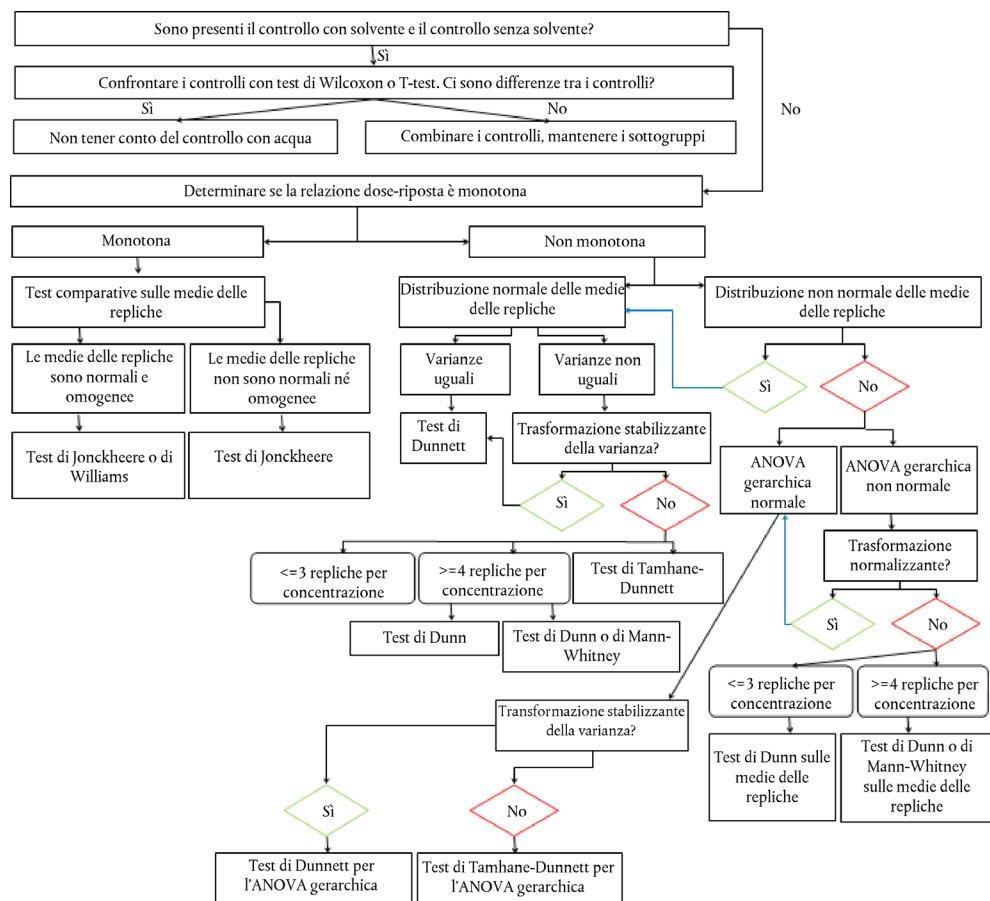 Sono presenti il controllo con solvente e il controllo senza solvente?
Sì
Confrontare i controlli con test di Wilcoxon o T-test. Ci sono differenze tra i controlli?
Sì
No
No
Non tener conto del controllo con acqua
Combinare i controlli, mantenere i sottogruppi
Determinare se la relazione dose-riposta è monotona
Monotona
Non monotona
Test comparative sulle medie delle
repliche
Distribuzione normale delle medie
delle repliche
Distribuzione non normale delle medie
delle repliche
Le medie delle repliche
sono normali e
omogenee
Le medie delle repliche
non sono normali né
omogenee
Varianze
uguali
Varianze non
uguali
Sì
No
Test di Jonckheere o di
Williams
Test di Jonckheere
Test di
Dunnett
Trasformazione stabilizzante
della varianza?
ANOVA
gerarchica
normale
ANOVA gerarchica
non normale
Sì
No
Trasformazione
normalizzante?
<=3 repliche per
concentrazione
>=4 repliche per
concentrazione
Test di Tamhane-
Dunnett
Sì
No
Test di Dunn
Test di Dunn o di Mann-
Whitney
<=3 repliche per
concentrazione
>=4 repliche per
concentrazione
Transformazione stabilizzante
della varianza?
Test di Dunn sulle
medie delle
repliche
Test di Dunn o di
Mann-Whitney
sulle medie delle
repliche
Sì
No
Test di Dunnett per
l'ANOVA gerarchica
Test di Tamhane-Dunnett per
l'ANOVA gerarchica